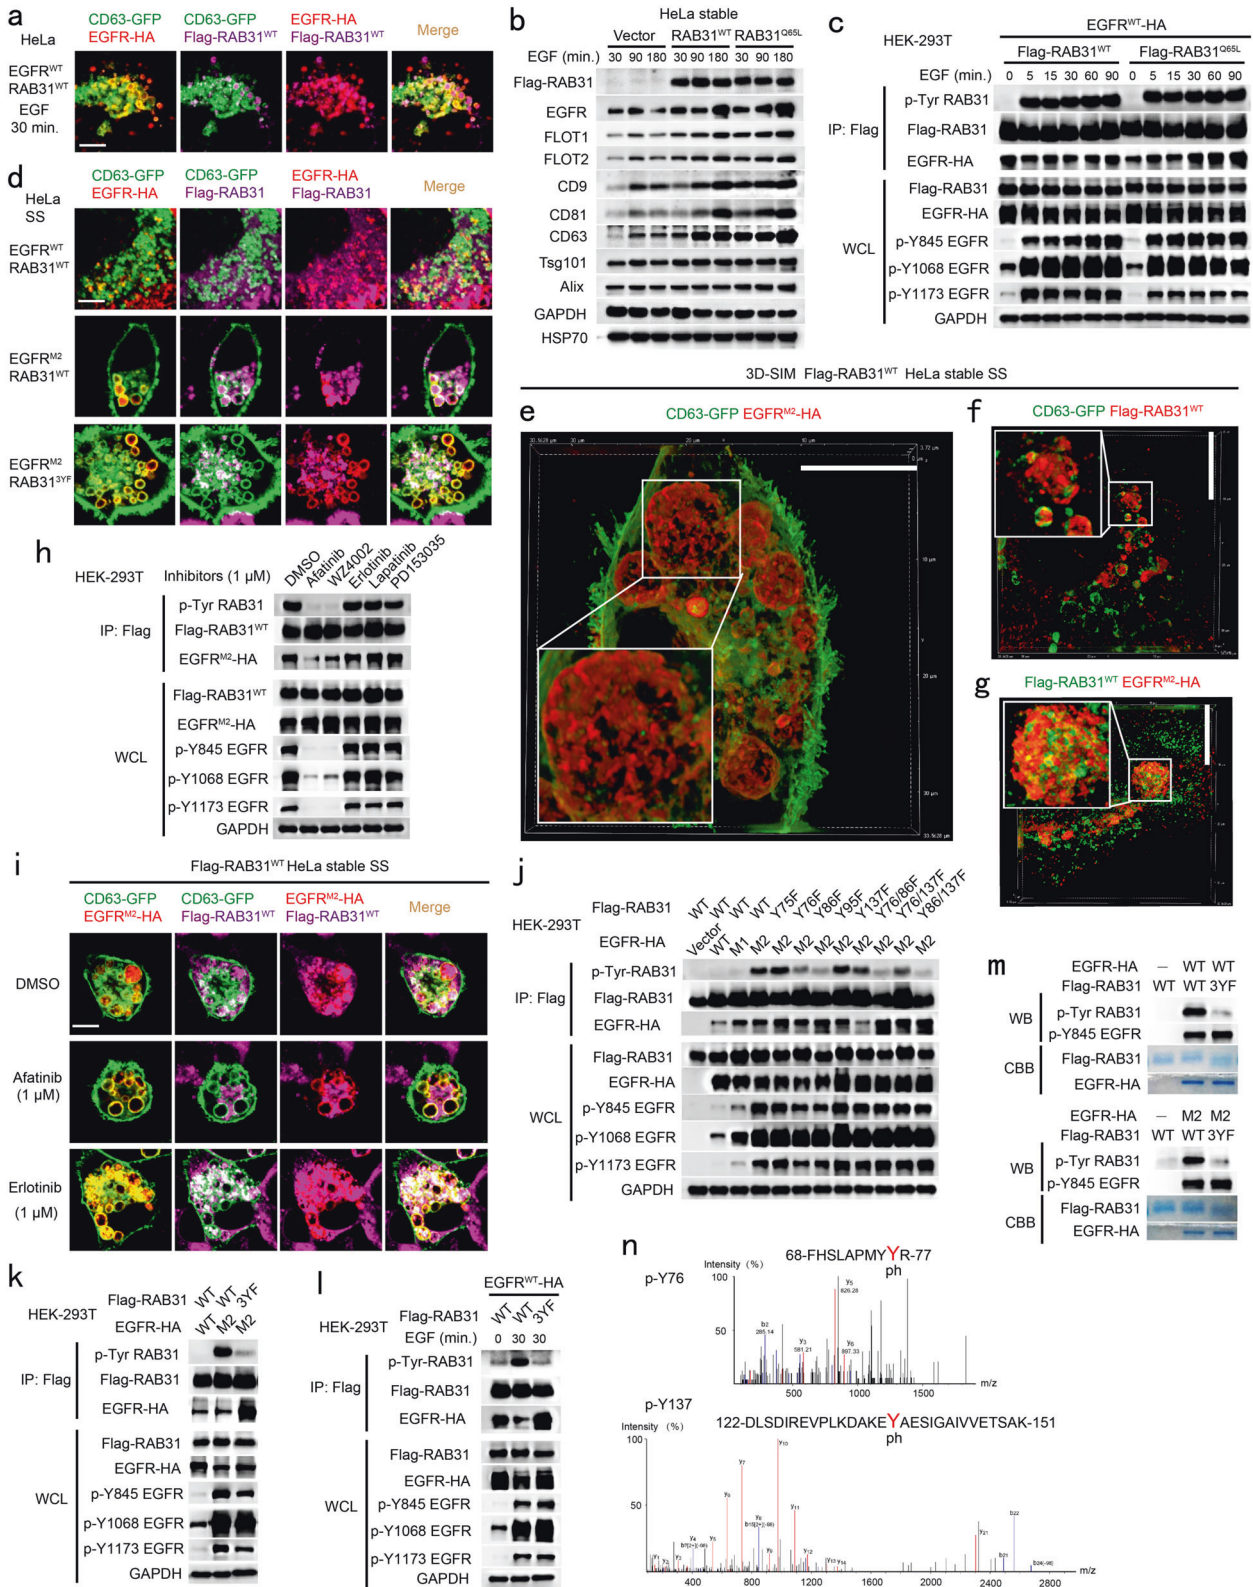 a
CD63-GFP CD63-GFP EGFR-HA
HeLa EGFR-HA Flag-RAB31WT Flag-RAB31WT Merge
EGFRWT
RAB31WT
EGF
30 min.
b
HeLa stable
Vector RAB31WT RAB31Q65L
EGF (min.) 30 90 180 30 90 180 30 90 180
Flag-RAB31
EGFR
FLOT1
FLOT2
CD9
CD81
CD63
Tsg101
Alix
GAPDH
HSP70
c
EGFRWT-HA
HEK-293T
Flag-RAB31WT Flag-RAB31Q65L
EGF (min.) 0 5 15 30 60 90 0 5 15 30 60 90
IP: Flag
p-Tyr RAB31
Flag-RAB31
EGFR-HA
WCL
Flag-RAB31
EGFR-HA
p-Y845 EGFR
p-Y1068 EGFR
p-Y1173 EGFR
GAPDH
d
CD63-GFP CD63-GFP EGFR-HA
HeLa SS EGFR-HA Flag-RAB31 Flag-RAB31 Merge
EGFRWT
RAB31WT
EGFRM2
RAB31WT
EGFRM2
RAB313YF
3D-SIM Flag-RAB31WT HeLa stable SS
e
CD63-GFP EGFRM2-HA
f
CD63-GFP Flag-RAB31WT
g
Flag-RAB31WT EGFRM2-HA
h
HEK-293T
Inhibitors (1 μM)
DMSO Afatinib WZ4002 Erlotinib Lapatinib PD153035
IP: Flag
p-Tyr RAB31
Flag-RAB31WT
EGFRM2-HA
WCL
Flag-RAB31WT
EGFRM2-HA
p-Y845 EGFR
p-Y1068 EGFR
p-Y1173 EGFR
GAPDH
i
Flag-RAB31WT HeLa stable SS
CD63-GFP CD63-GFP EGFRM2-HA
EGFRM2-HA Flag-RAB31WT Flag-RAB31WT Merge
DMSO
Afatinib
(1 μM)
Erlotinib
(1 μM)
j
Flag-RAB31 WT WT WT WT Y75F Y76F Y86F Y95F Y137F Y76/86F Y76/137F Y86/137F
HEK-293T
EGFR-HA Vector WT M1 M2 M2 M2 M2 M2 M2 M2 M2 M2
IP: Flag
p-Tyr-RAB31
Flag-RAB31
EGFR-HA
WCL
Flag-RAB31
EGFR-HA
p-Y845 EGFR
p-Y1068 EGFR
p-Y1173 EGFR
GAPDH
k
Flag-RAB31 WT WT 3YF
HEK-293T
EGFR-HA WT M2 M2
IP: Flag
p-Tyr RAB31
Flag-RAB31
EGFR-HA
WCL
Flag-RAB31
EGFR-HA
p-Y845 EGFR
p-Y1068 EGFR
p-Y1173 EGFR
GAPDH
l
EGFRWT-HA
Flag-RAB31 WT WT 3YF
HEK-293T
EGF (min.) 0 30 30
IP: Flag
p-Tyr-RAB31
Flag-RAB31
EGFR-HA
WCL
Flag-RAB31
EGFR-HA
p-Y845 EGFR
p-Y1068 EGFR
p-Y1173 EGFR
GAPDH
m
EGFR-HA — WT WT
Flag-RAB31 WT WT 3YF
WB
p-Tyr RAB31
p-Y845 EGFR
CBB
Flag-RAB31
EGFR-HA
EGFR-HA — M2 M2
Flag-RAB31 WT WT 3YF
WB
p-Tyr RAB31
p-Y845 EGFR
CBB
Flag-RAB31
EGFR-HA
n
68-FHSLAPMYYR-77
ph
p-Y76
Intensity (%)
100
50
y5
826.28
b2
285.14
y3
581.21
y6
897.33
500 1000 1500 m/z
p-Y137
122-DLSDIREVPLKDAKEYAESIGAIVVETSAK-151
ph
Intensity (%)
100
50
400 800 1200 1600 2000 2400 2800 m/z